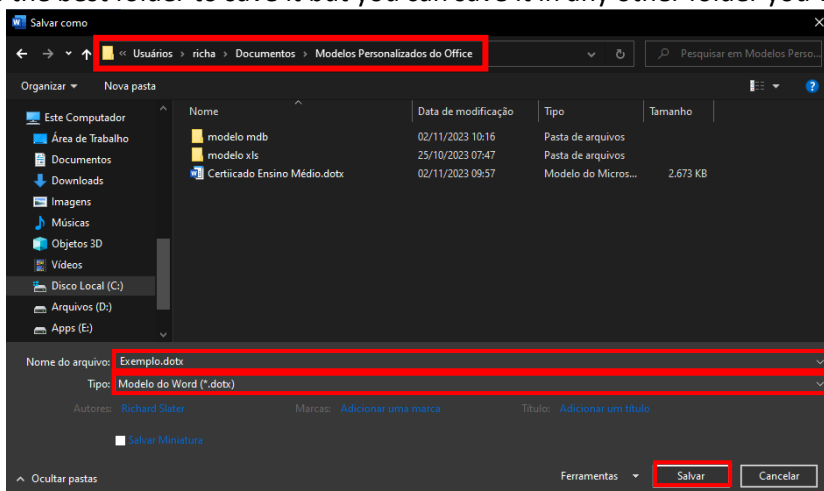 the best folder to save it but you can save it in any other folder you
Salvar como
« Usuários › richa › Documentos › Modelos Personalizados do Office
Pesquisar em Modelos Perso...
Organizar Nova pasta
Nome Data de modificação Tipo Tamanho
Este Computador
Área de Trabalho
Documentos
Downloads
Imagens
Músicas
Objetos 3D
Vídeos
Disco Local (C:)
Arquivos (D:)
Apps (E:)
modelo mdb 02/11/2023 10:16 Pasta de arquivos
modelo xls 25/10/2023 07:47 Pasta de arquivos
Certiicado Ensino Médio.dotx 02/11/2023 09:57 Modelo do Micros... 2.673 KB
Nome do arquivo: Exemplo.dotx
Tipo: Modelo do Word (*.dotx)
Autores: Richard Slater Marcas: Adicionar uma marca Título: Adicionar um título
Salvar Miniatura
Ocultar pastas Ferramentas Salvar Cancelar